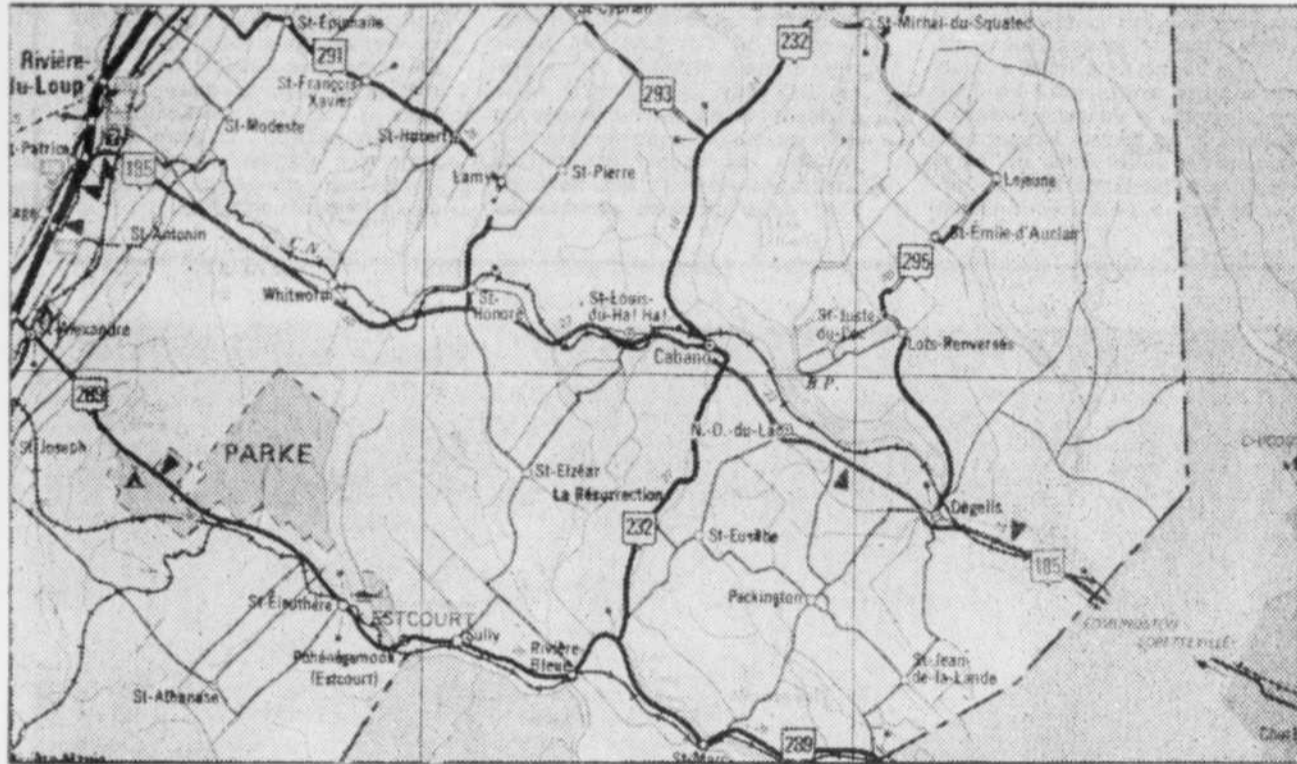 St-Épiphane
St-Cyprien
St-Michel-du-Squatec
232
291
Rivière-
du-Loup
St-François
Xavier
293
St-Modeste
St-Hubert
185
Lamy
St-Pierre
Lejeune
St-Antonin
St-Émile-d'Auclair
C.N.
295
Whitworth
St-
Honoré
St-Louis-
du-Ha! Ha!
St-Juste-
du-Lac
St-Alexandre
Cabano
Lots-Renversés
B.P.
289
St-Joseph
N.-D.-du-Lac
PARKE
St-Elzéar
La Résurrection
Dégelis
232
St-Eusèbe
185
St-Éleuthère
Packington
EDMUNDSTON
ESTCOURT
Sully
Pohénégamook
(Estcourt)
Rivière-
Bleue
St-Jean-
de-la-Lande
St-Athanase
289
St-Marc